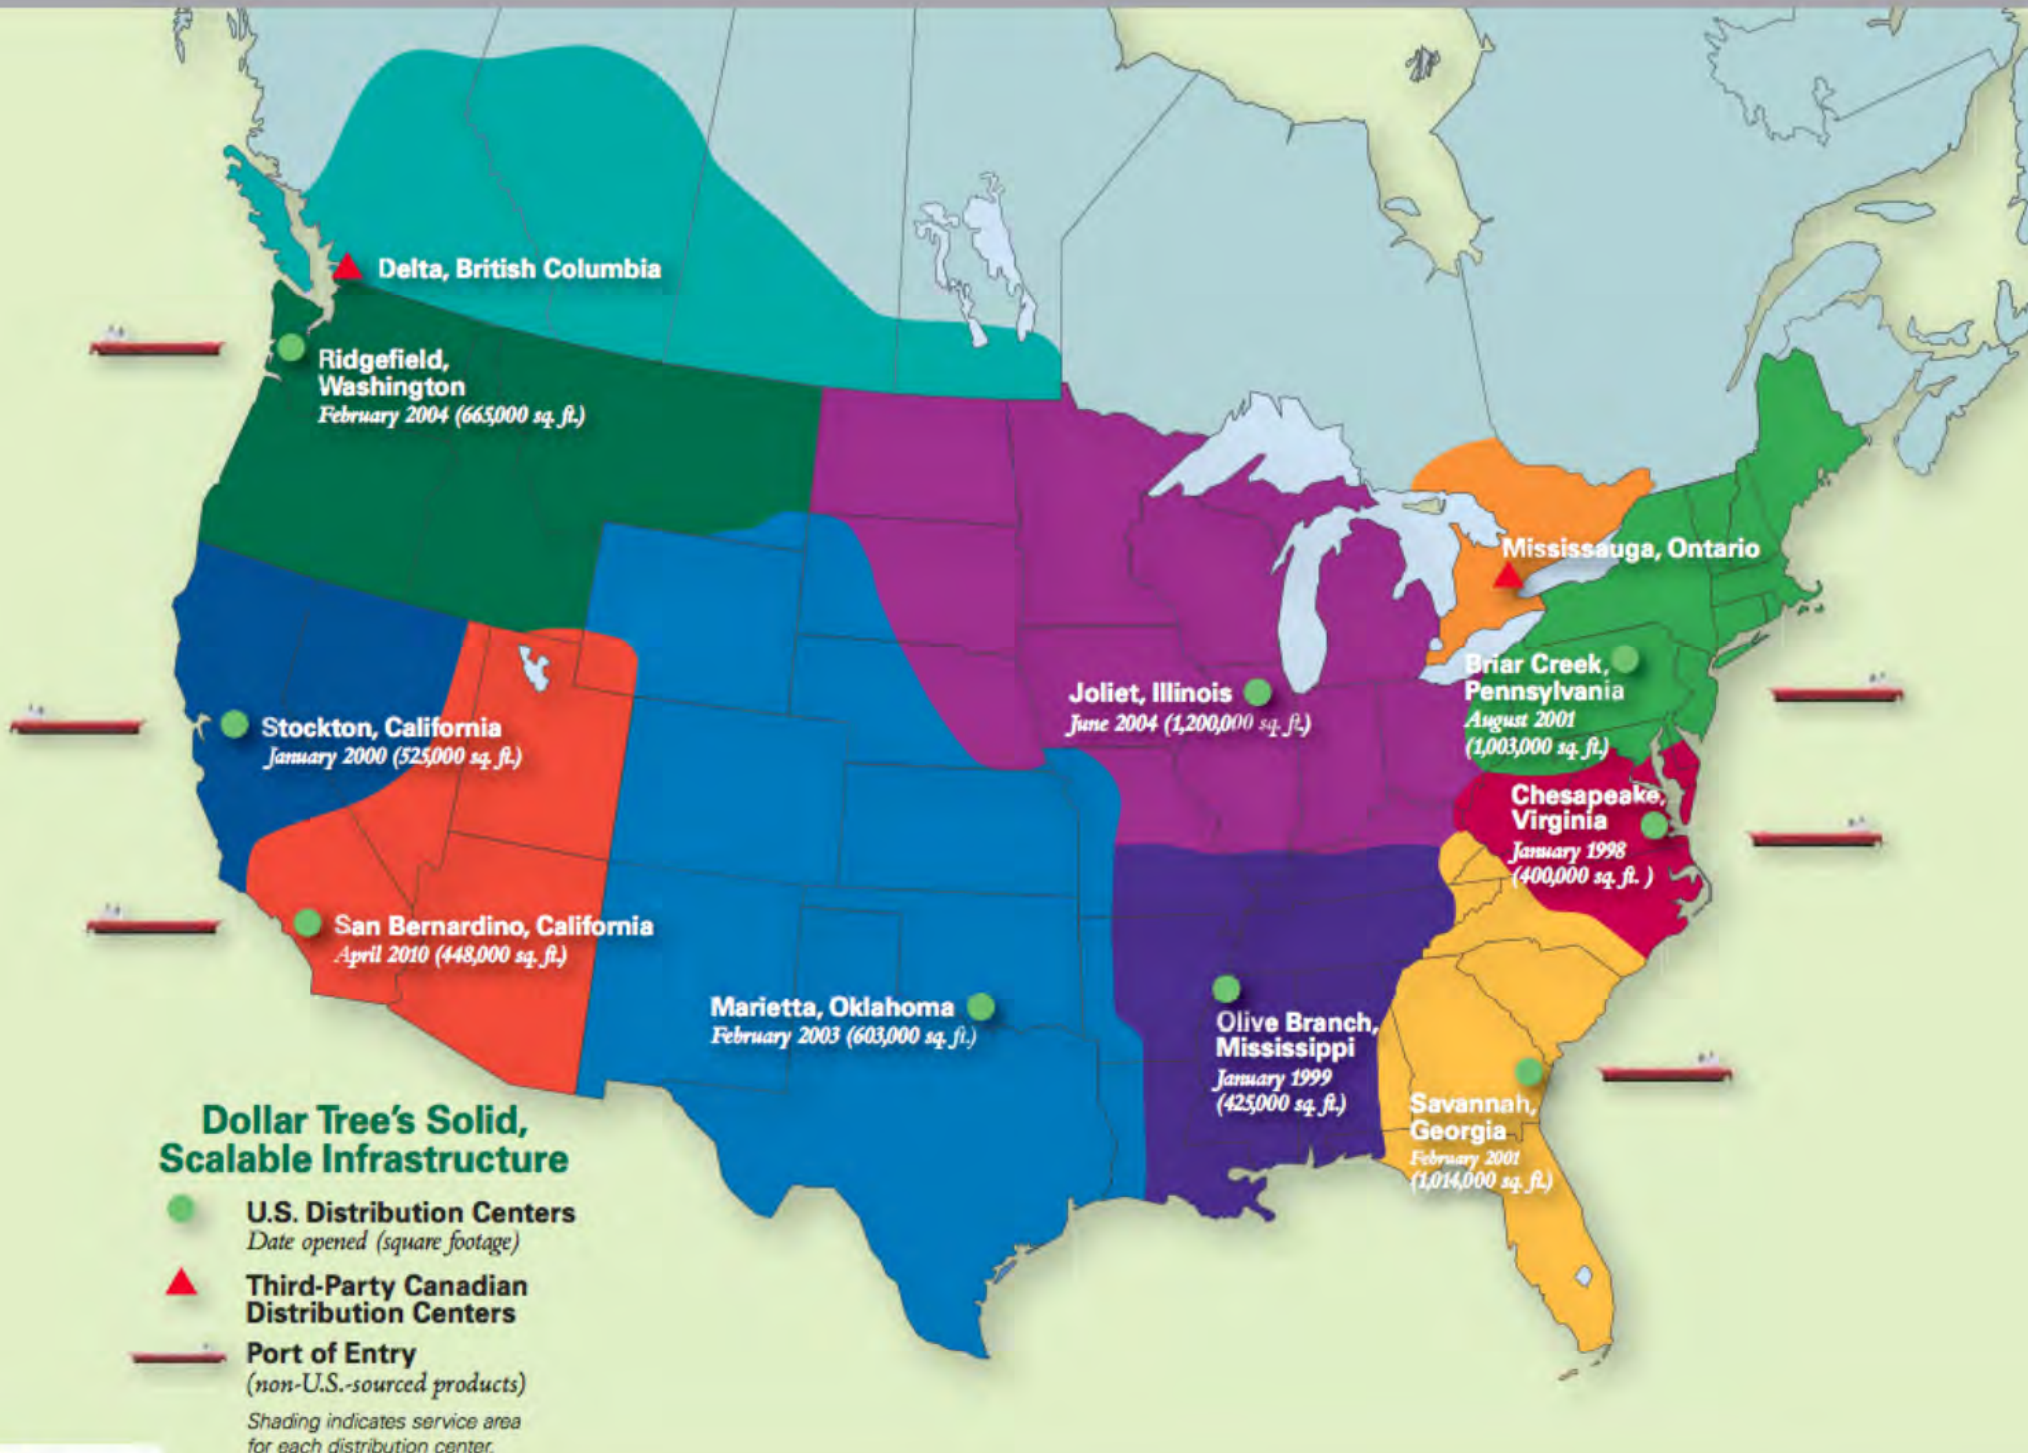 Delta, British Columbia
Ridgefield,
Washington
February 2004 (665,000 sq. ft.)
Mississauga, Ontario
Briar Creek,
Pennsylvania
August 2001
(1,003,000 sq. ft.)
Joliet, Illinois
June 2004 (1,200,000 sq. ft.)
Stockton, California
January 2000 (525,000 sq. ft.)
Chesapeake,
Virginia
January 1998
(400,000 sq. ft. )
San Bernardino, California
April 2010 (448,000 sq. ft.)
Marietta, Oklahoma
February 2003 (603,000 sq. ft.)
Olive Branch,
Mississippi
January 1999
(425,000 sq. ft.)
Savannah,
Georgia
February 2001
(1,014,000 sq. ft.)
Dollar Tree's Solid,
Scalable Infrastructure
U.S. Distribution Centers
Date opened (square footage)
Third-Party Canadian
Distribution Centers
Port of Entry
(non-U.S.-sourced products)
Shading indicates service area
for each distribution center.